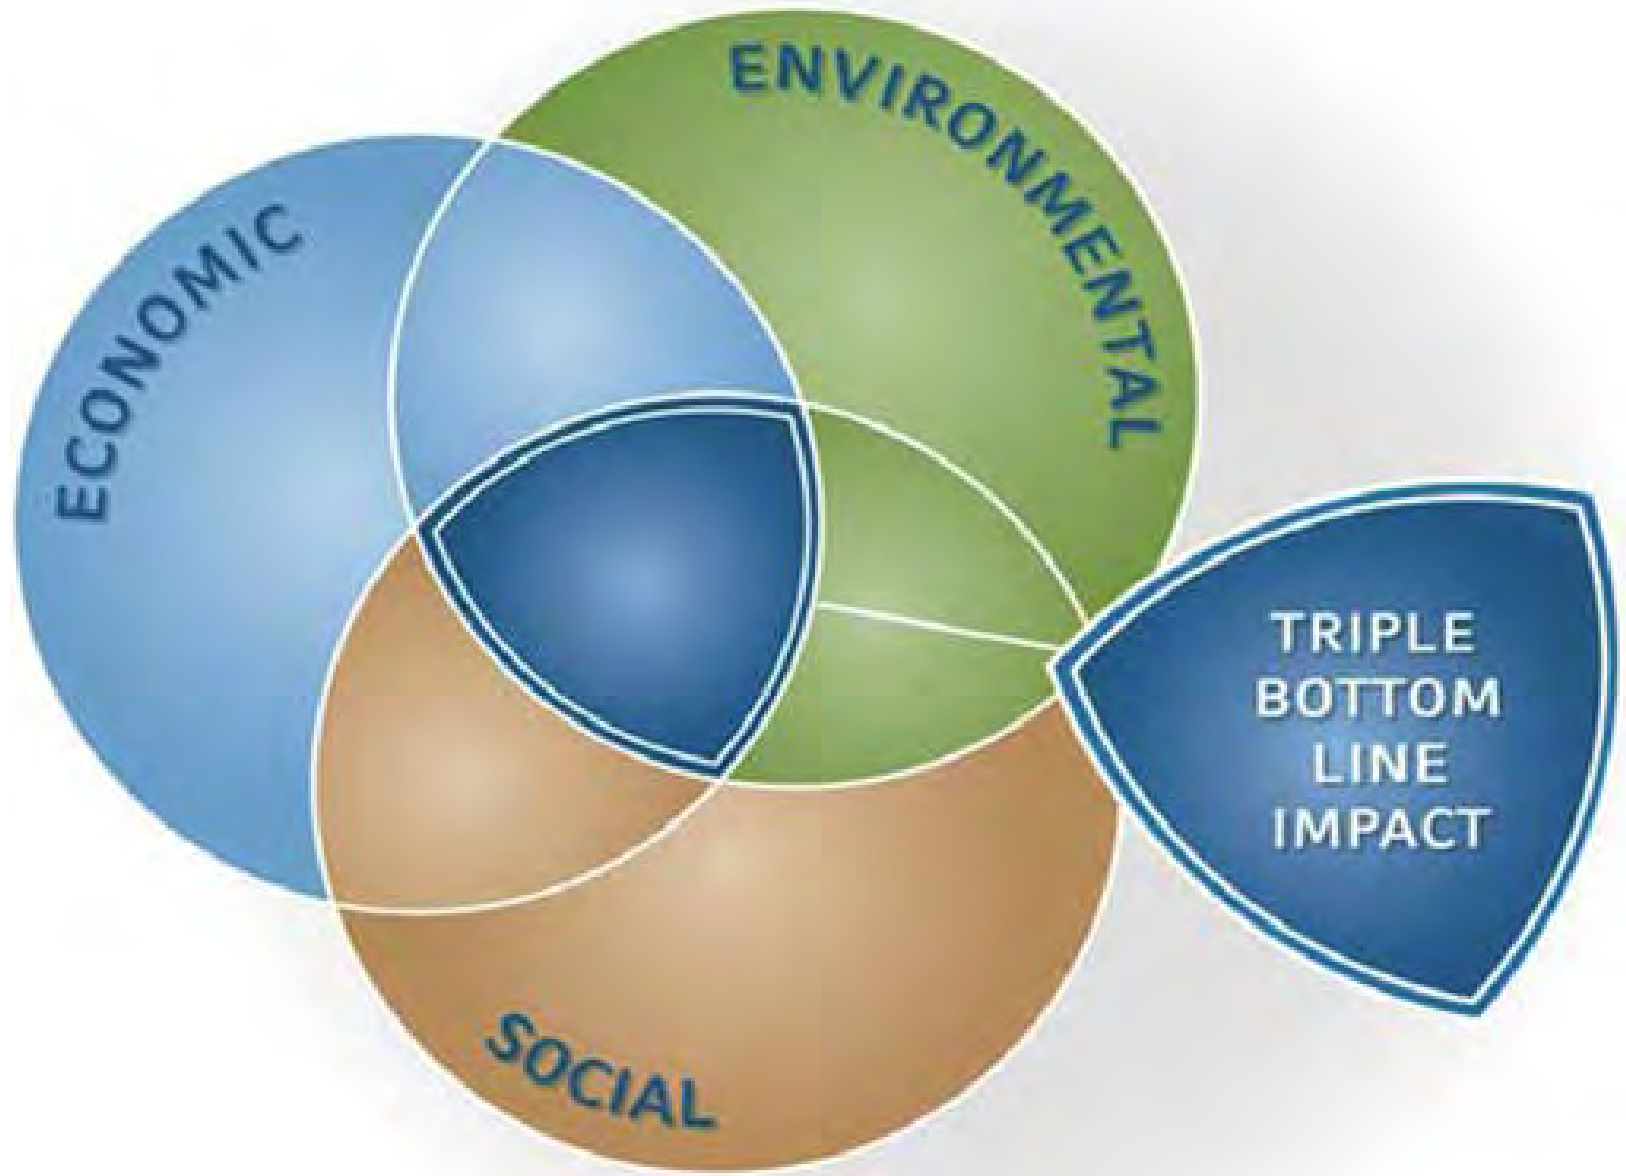 ENVIRONMENTAL
ECONOMIC
TRIPLE
BOTTOM
LINE
IMPACT
SOCIAL